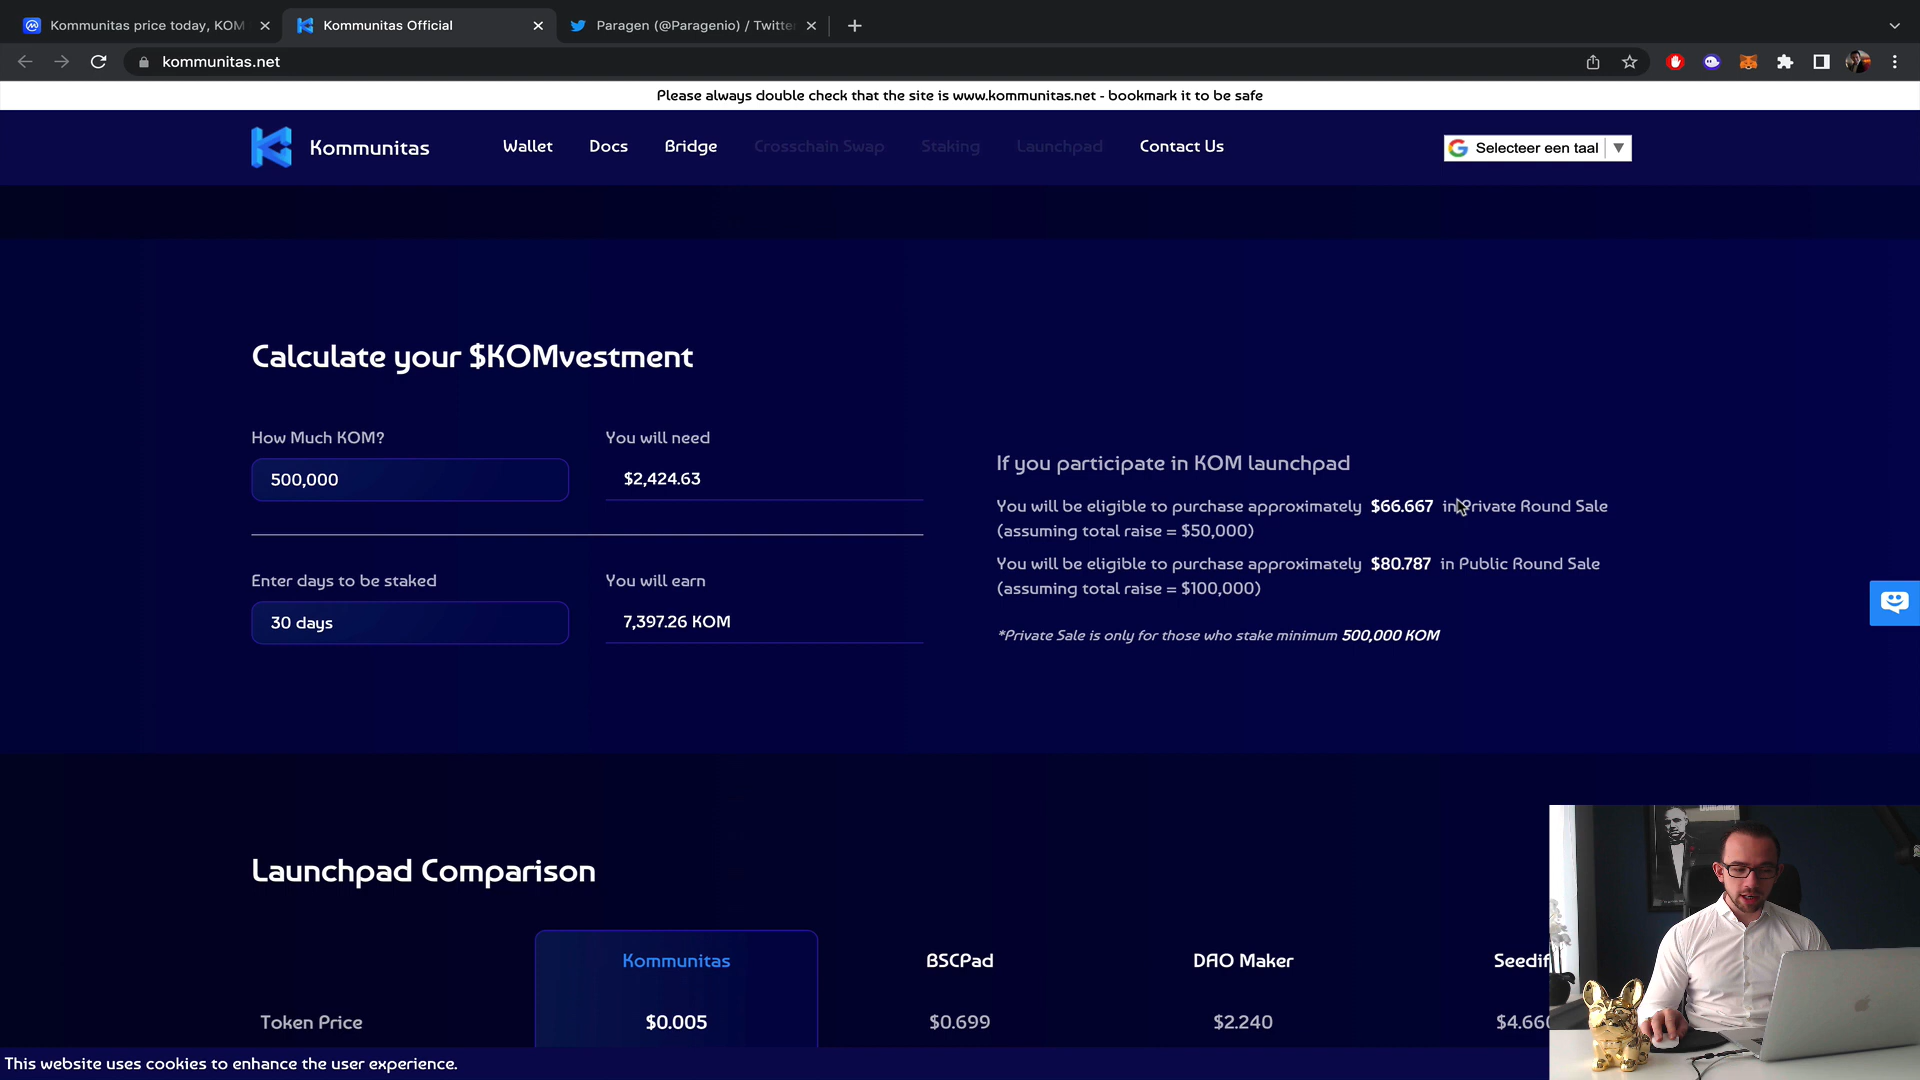 Kommunitas price today, KOM
Kommunitas Official
Paragen (@Paragenio) / Twitte
kommunitas.net
Please always double check that the site is www.kommunitas.net - bookmark it to be safe
Kommunitas
Wallet
Docs
Bridge
Crosschain Swap
Staking
Launchpad
Contact Us
Selecteer een taal
Calculate your $KOMvestment
How Much KOM?
You will need
500,000
$2,424.63
Enter days to be staked
You will earn
30 days
7,397.26 KOM
If you participate in KOM launchpad
You will be eligible to purchase approximately $66.667 in Private Round Sale
(assuming total raise = $50,000)
You will be eligible to purchase approximately $80.787 in Public Round Sale
(assuming total raise = $100,000)
*Private Sale is only for those who stake minimum 500,000 KOM
Launchpad Comparison
Kommunitas
BSCPad
DAO Maker
Seedif
Token Price
$0.005
$0.699
$2.240
$4.660
This website uses cookies to enhance the user experience.